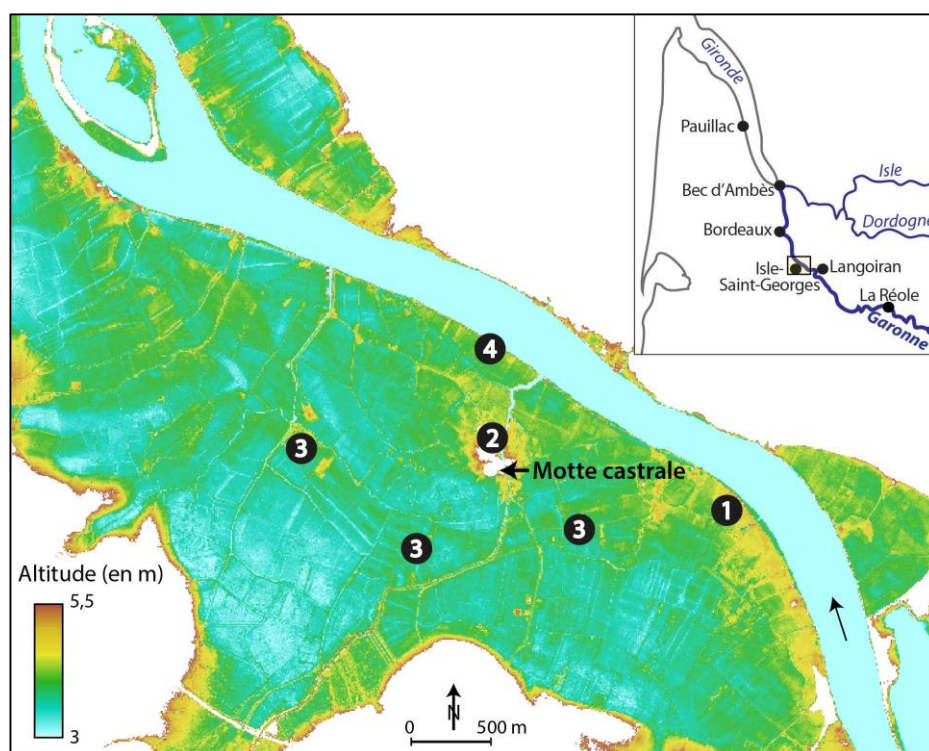 Gironde
Pauillac
Isle
Bec d'Ambès
Dordogne
Bordeaux
Isle-
Saint-Georges
Langoiran
La Réole
Garonne
4
2
3
Motte castrale
1
3
3
Altitude (en m)
5,5
3
N
0 500 m